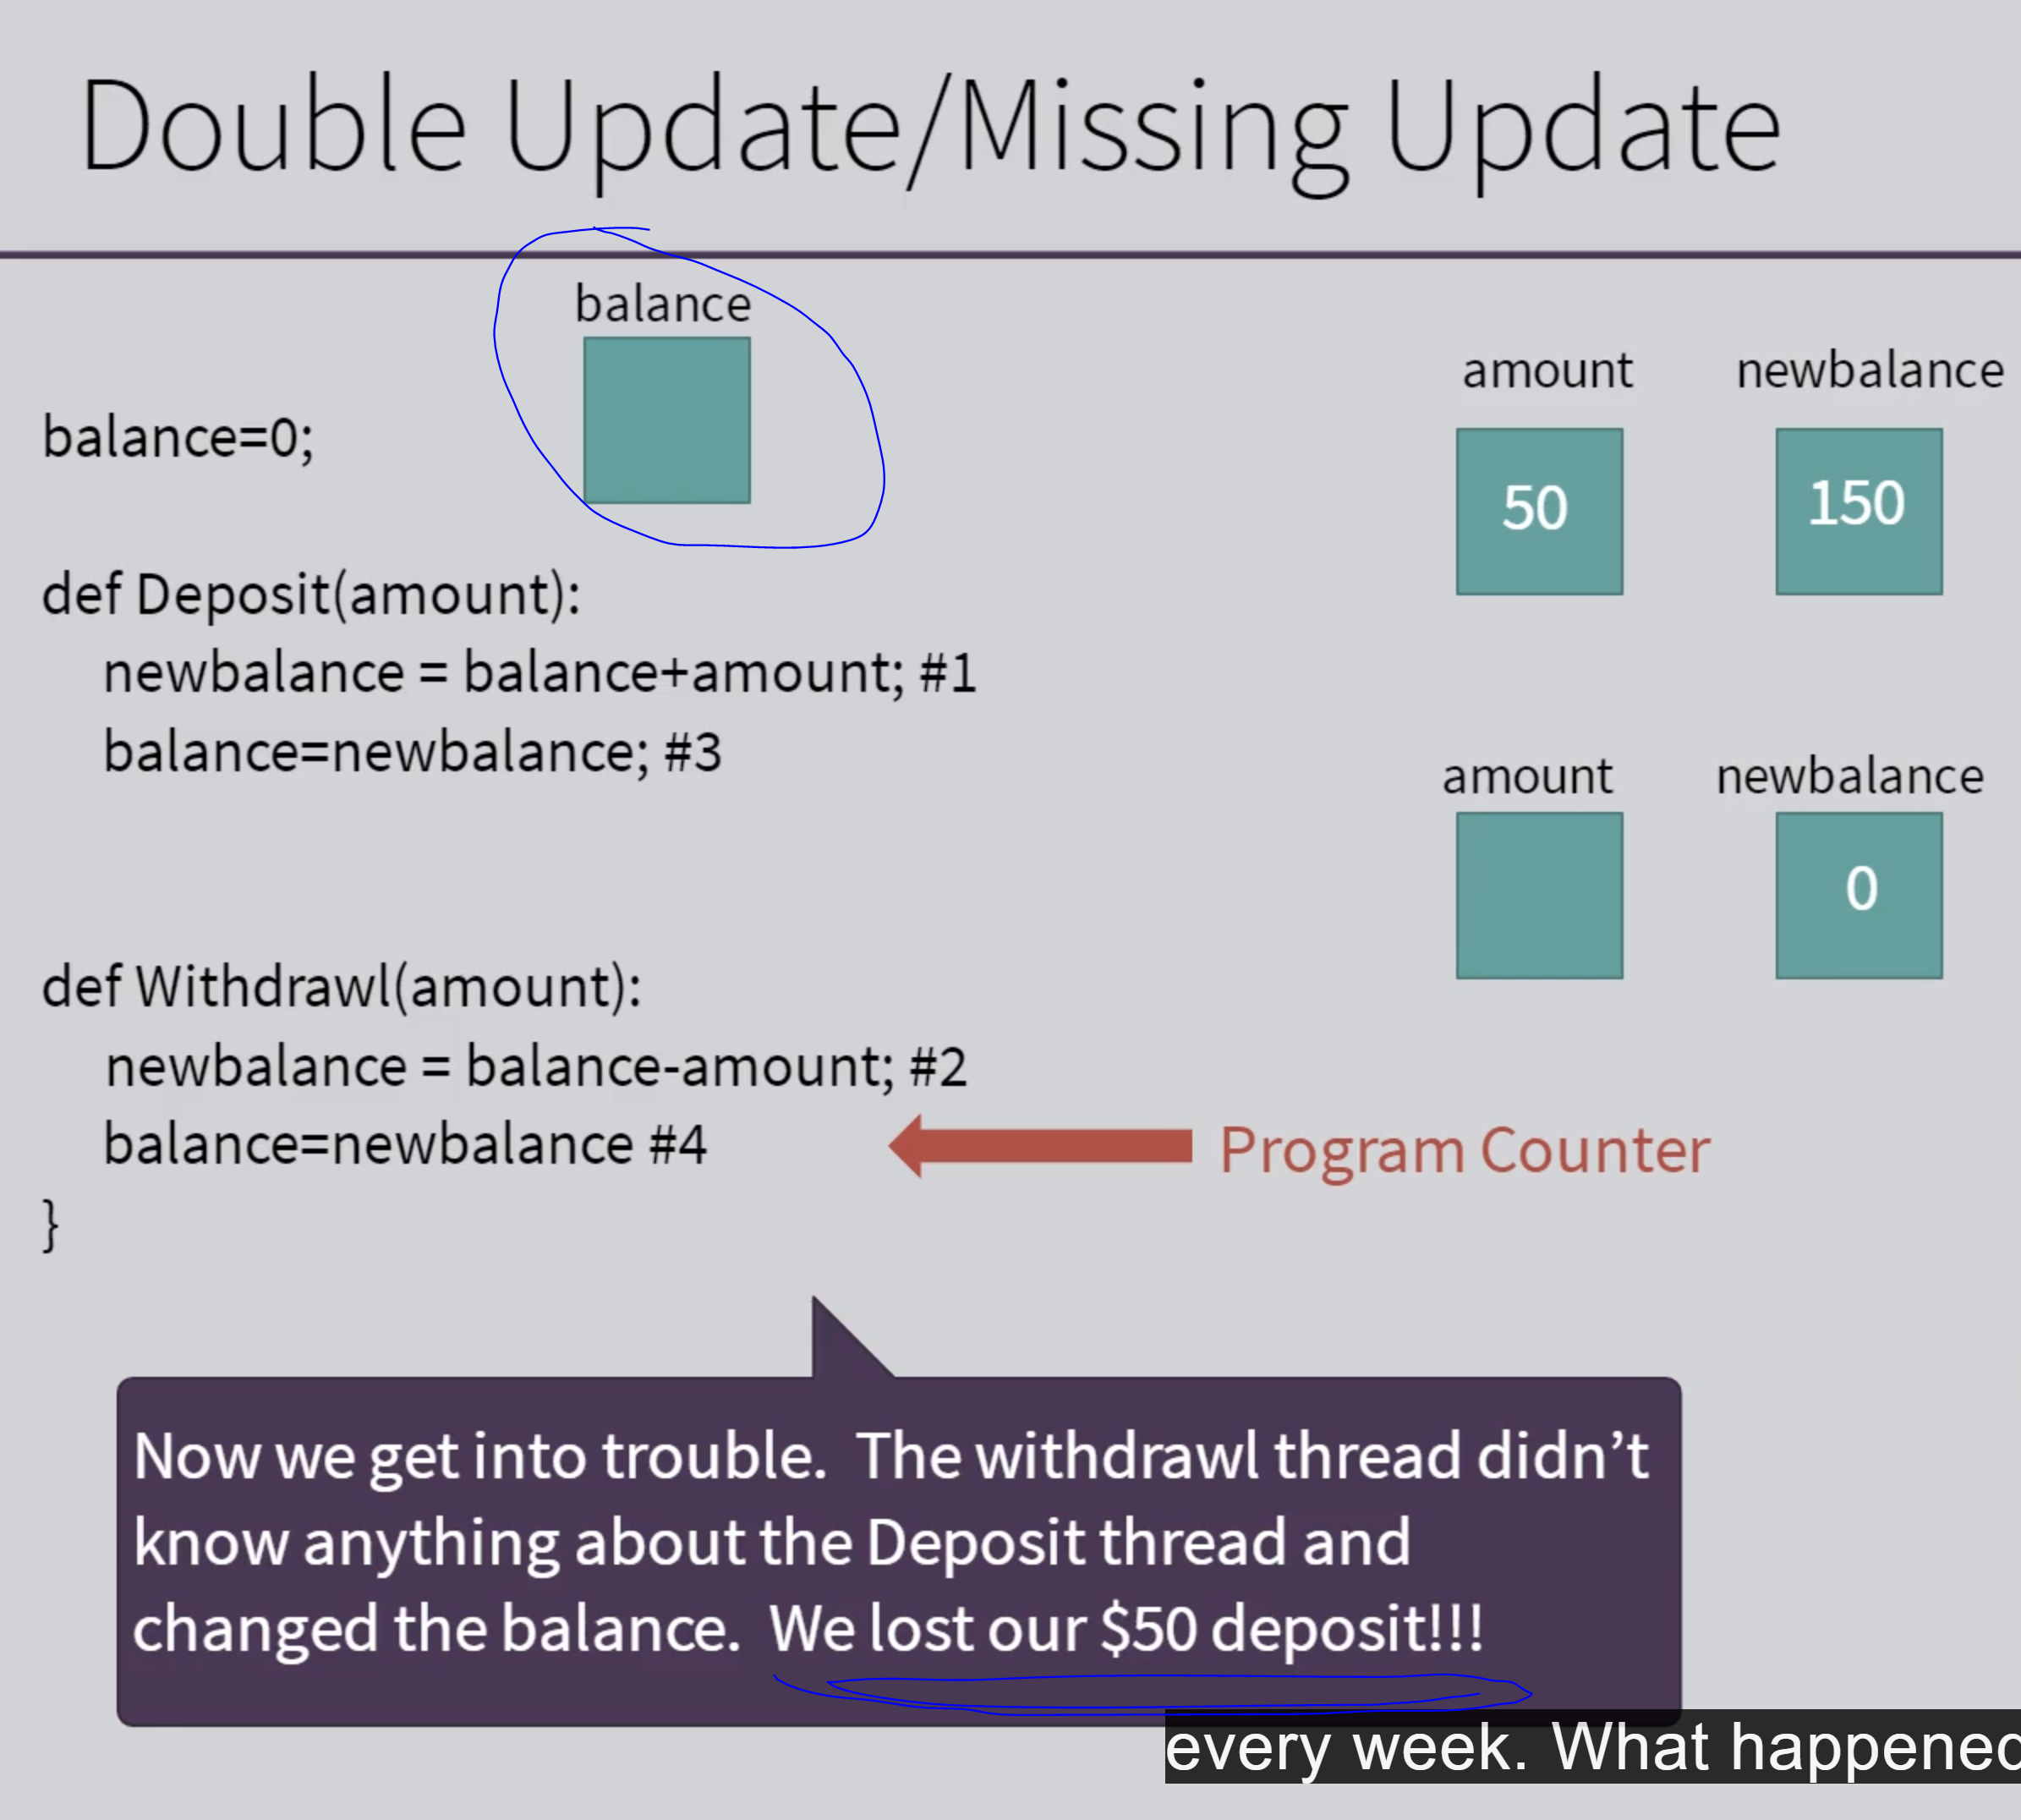 Double Update/Missing Update
balance
balance=0;
amount newbalance
50 150
def Deposit(amount):
newbalance = balance+amount; #1
balance=newbalance; #3
amount newbalance
0
def Withdrawl(amount):
newbalance = balance-amount; #2
balance=newbalance #4
Program Counter
}
Now we get into trouble. The withdrawl thread didn’t
know anything about the Deposit thread and
changed the balance. We lost our $50 deposit!!!
every week. What happened